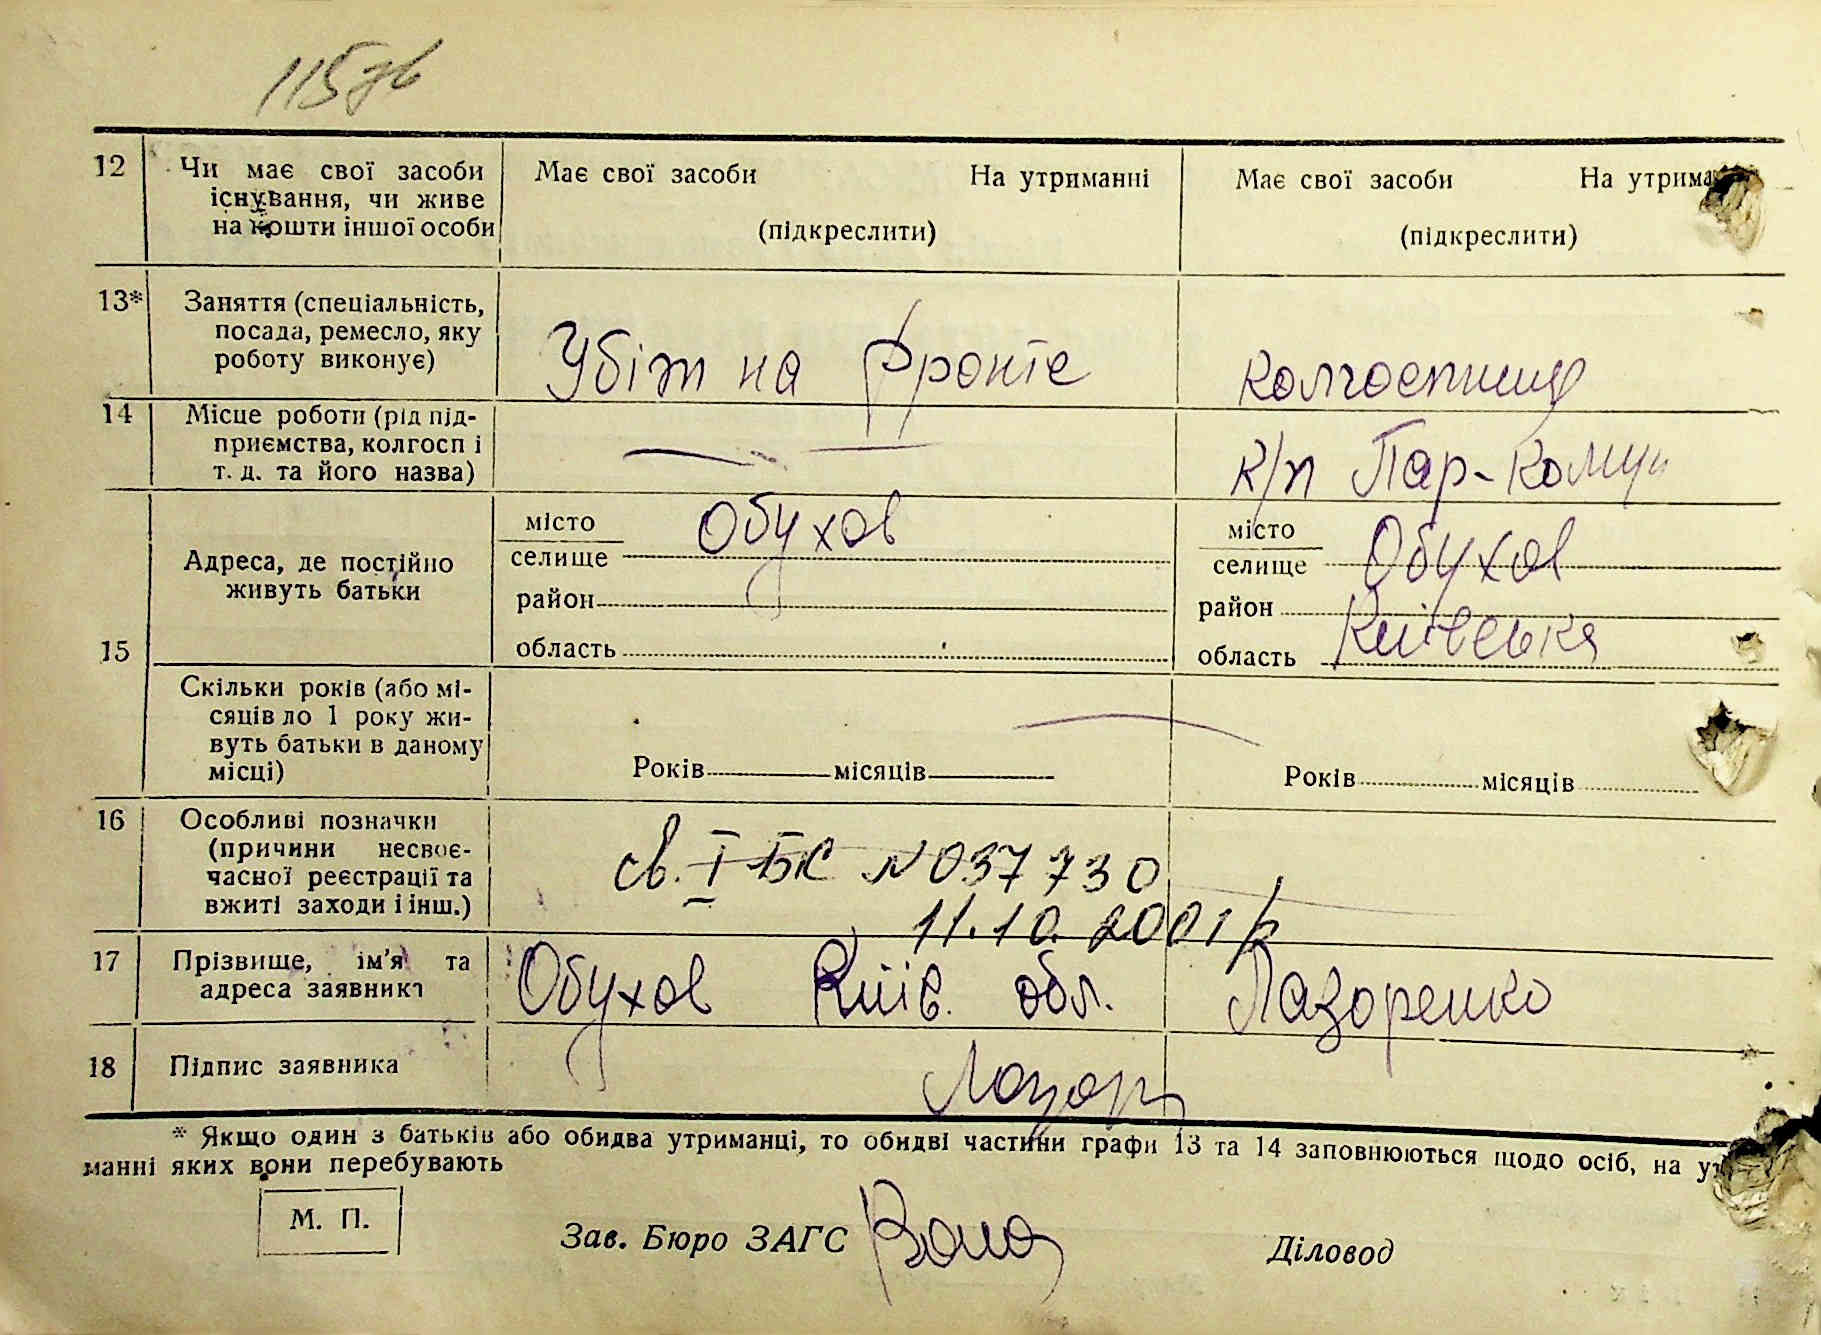 115зв
12 Чи має свої засоби існування, чи живе на кошти іншої особи
Має свої засоби На утриманні
(підкреслити)
Має свої засоби На утрима
(підкреслити)
13* Заняття (спеціальність, посада, ремесло, яку роботу виконує)
Убіт на фронте
колгоспниця
14 Місце роботи (рід підприємства, колгосп і т. д. та його назва)
к/п Пар-Комун
15 Адреса, де постійно живуть батьки
місто Обухов
селище
район
область
місто Обухов
селище
район
область Київська
Скільки років (або місяців до 1 року живуть батьки в даному місці)
Років місяців
Років місяців
16 Особливі позначки (причини несвоєчасної реєстрації та вжиті заходи і інш.)
св. І-БК № 037730
11.10.2001р
17 Прізвище, ім'я та адреса заявника
Обухов Київ. обл. Лазоренко
18 Підпис заявника
Лазор
* Якщо один з батьків або обидва утриманці, то обидві частини графи 13 та 14 заповнюються щодо осіб, на ут
манні яких вони перебувають
М. П.
Зав. Бюро ЗАГС
Діловод